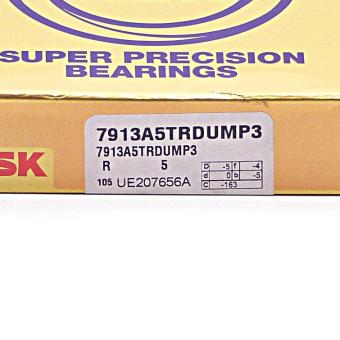 SUPER PRECISION
BEARINGS
SK
7913A5TRDUMP3
7913A5TRDUMP3
R 5
105 UE207656A
D -5 f -4
d 0 b -5
C -163